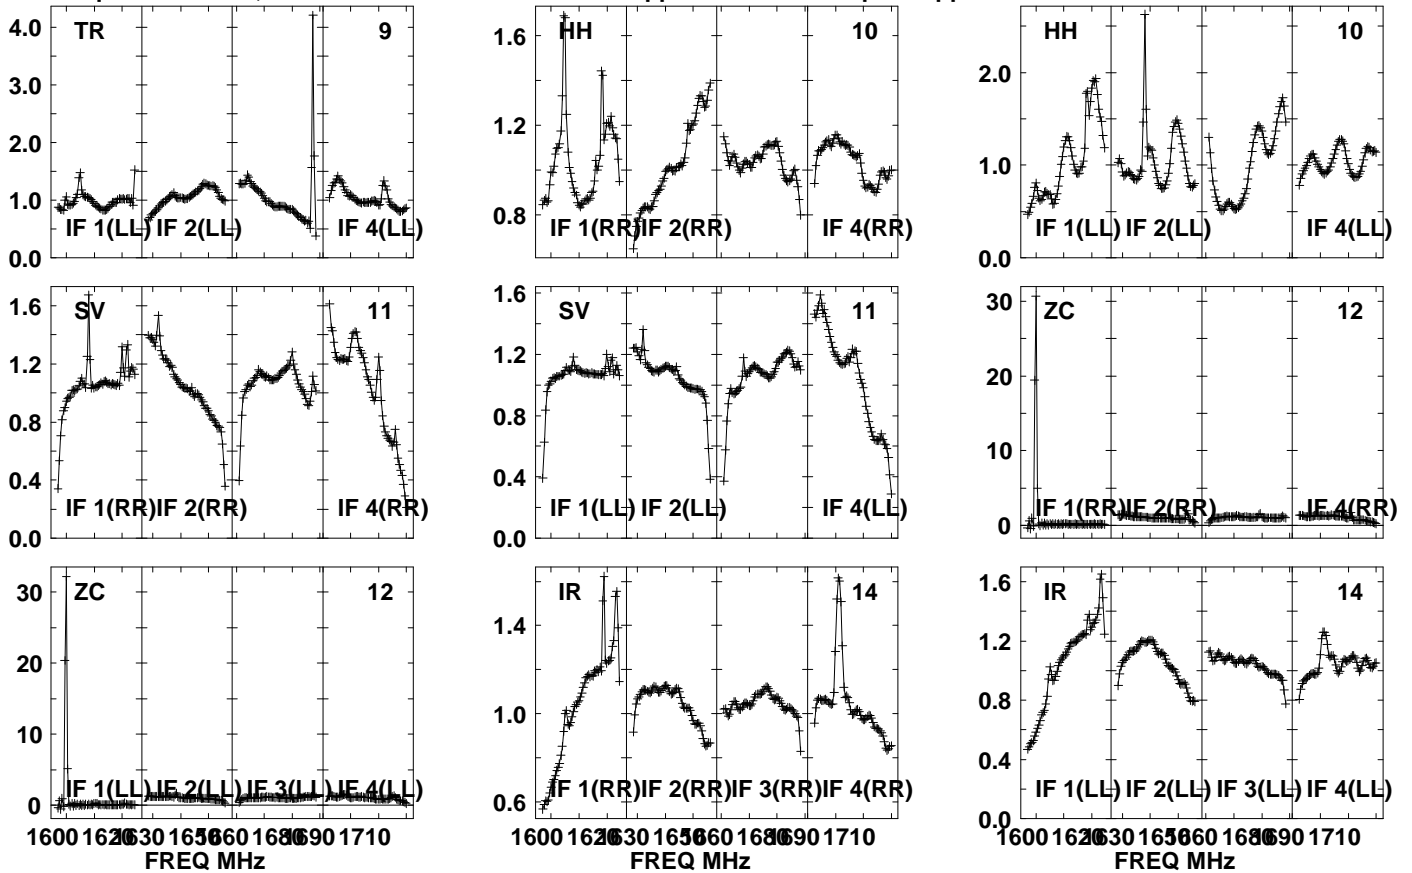 TR 9 HH 10 HH 10
4.0 3.0 2.0 1.0 0.0
1.6 1.2 0.8
2.0 1.0 0.0
IF 1(LL) IF 2(LL) IF 4(LL)
IF 1(RR) IF 2(RR) IF 4(RR)
IF 1(LL) IF 2(LL) IF 4(LL)
SV 11 SV 11 ZC 12
1.6 1.2 0.8 0.4 0.0
1.6 1.2 0.8 0.4 0.0
30 20 10 0
IF 1(RR) IF 2(RR) IF 4(RR)
IF 1(LL) IF 2(LL) IF 4(LL)
IF 1(RR) IF 2(RR) IF 4(RR)
ZC 12 IR 14 IR 14
30 20 10 0
1.4 1.0 0.6
1.6 1.2 0.8 0.4 0.0
IF 1(LL) IF 2(LL) IF 3(LL) IF 4(LL)
IF 1(RR) IF 2(RR) IF 3(RR) IF 4(RR)
IF 1(LL) IF 2(LL) IF 3(LL) IF 4(LL)
1600 1620 1630 1650 1660 1680 1690 1710
1600 1620 1630 1650 1660 1680 1690 1710
1600 1620 1630 1650 1660 1680 1690 1710
FREQ MHz FREQ MHz FREQ MHz